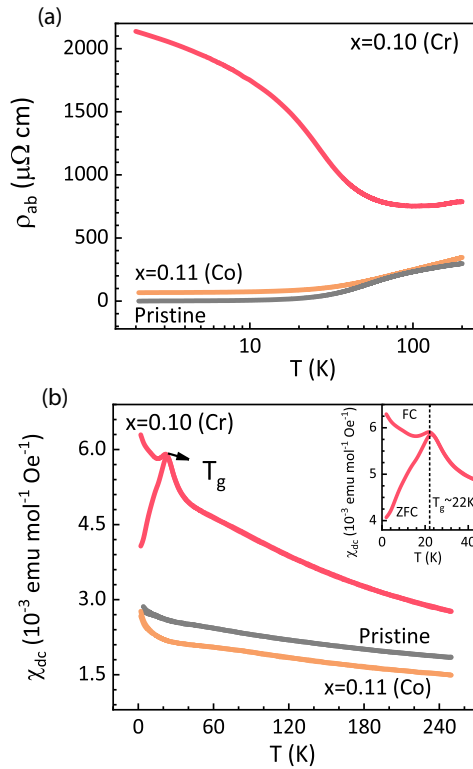 (a)
x=0.10 (Cr)
2000
1500
1000
500
0
ρab (μΩ cm)
x=0.11 (Co)
Pristine
10
100
T (K)
(b)
x=0.10 (Cr)
Tg
6.0
4.5
3.0
1.5
χdc (10⁻³ emu mol⁻¹ Oe⁻¹)
Pristine
x=0.11 (Co)
0
60
120
180
240
T (K)
FC
ZFC
Tg~22K
6
5
4
χdc (10⁻³ emu mol⁻¹ Oe⁻¹)
0
20
40
T (K)